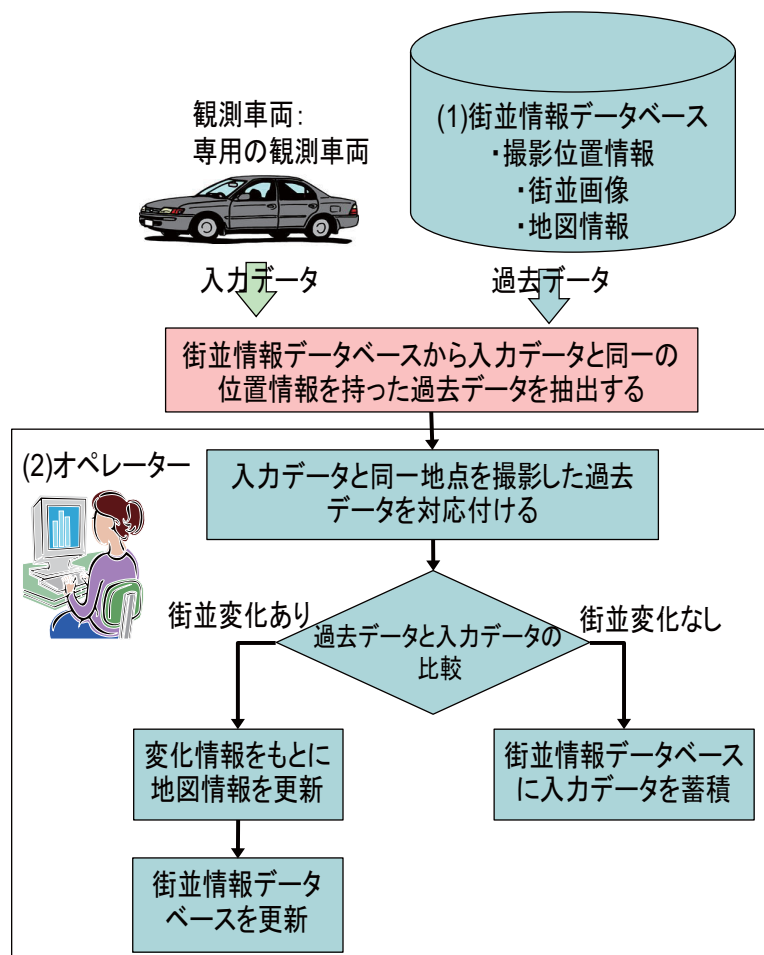 観測車両:
専用の観測車両
(1)街並情報データベース
・撮影位置情報
・街並画像
・地図情報
入力データ
過去データ
街並情報データベースから入力データと同一の
位置情報を持った過去データを抽出する
(2)オペレーター
入力データと同一地点を撮影した過去
データを対応付ける
街並変化あり
街並変化なし
過去データと入力データの
比較
変化情報をもとに
地図情報を更新
街並情報データベース
に入力データを蓄積
街並情報データ
ベースを更新